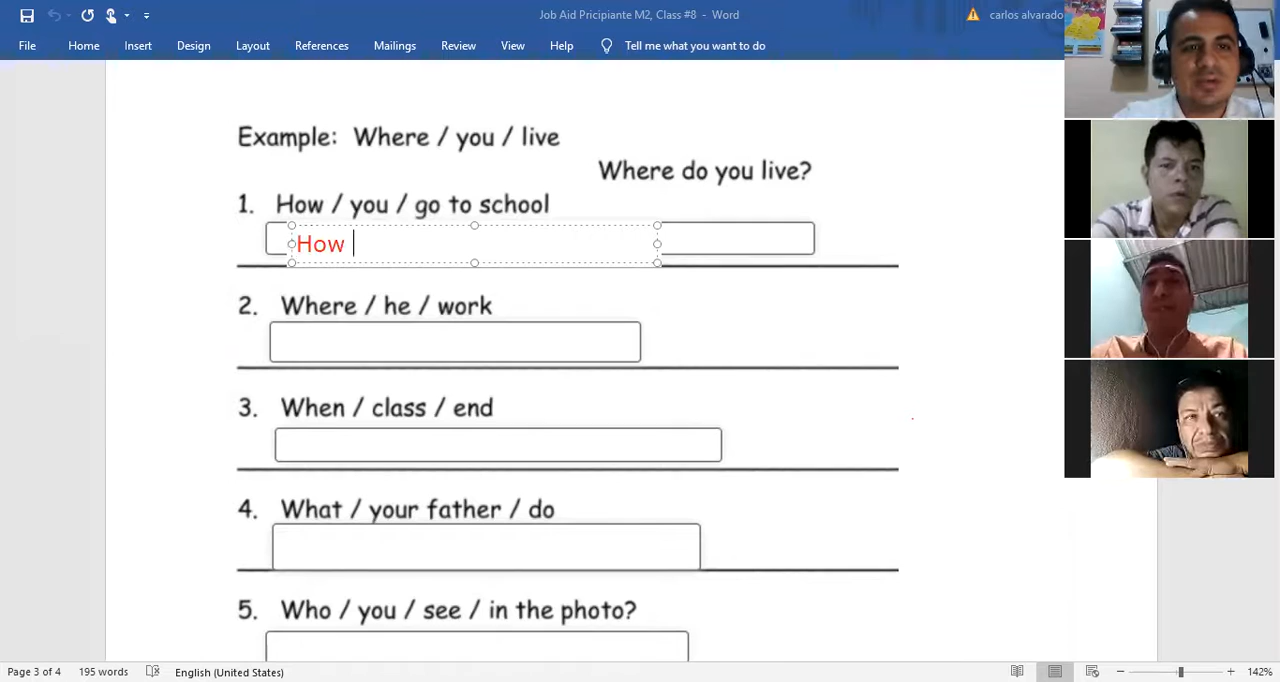 Job Aid Pricipiante M2, Class #8 - Word
carlos alvarado
File Home Insert Design Layout References Mailings Review View Help Tell me what you want to do
Example: Where / you / live
Where do you live?
1. How / you / go to school
How
2. Where / he / work
3. When / class / end
4. What / your father / do
5. Who / you / see / in the photo?
Page 3 of 4 195 words English (United States) 142%